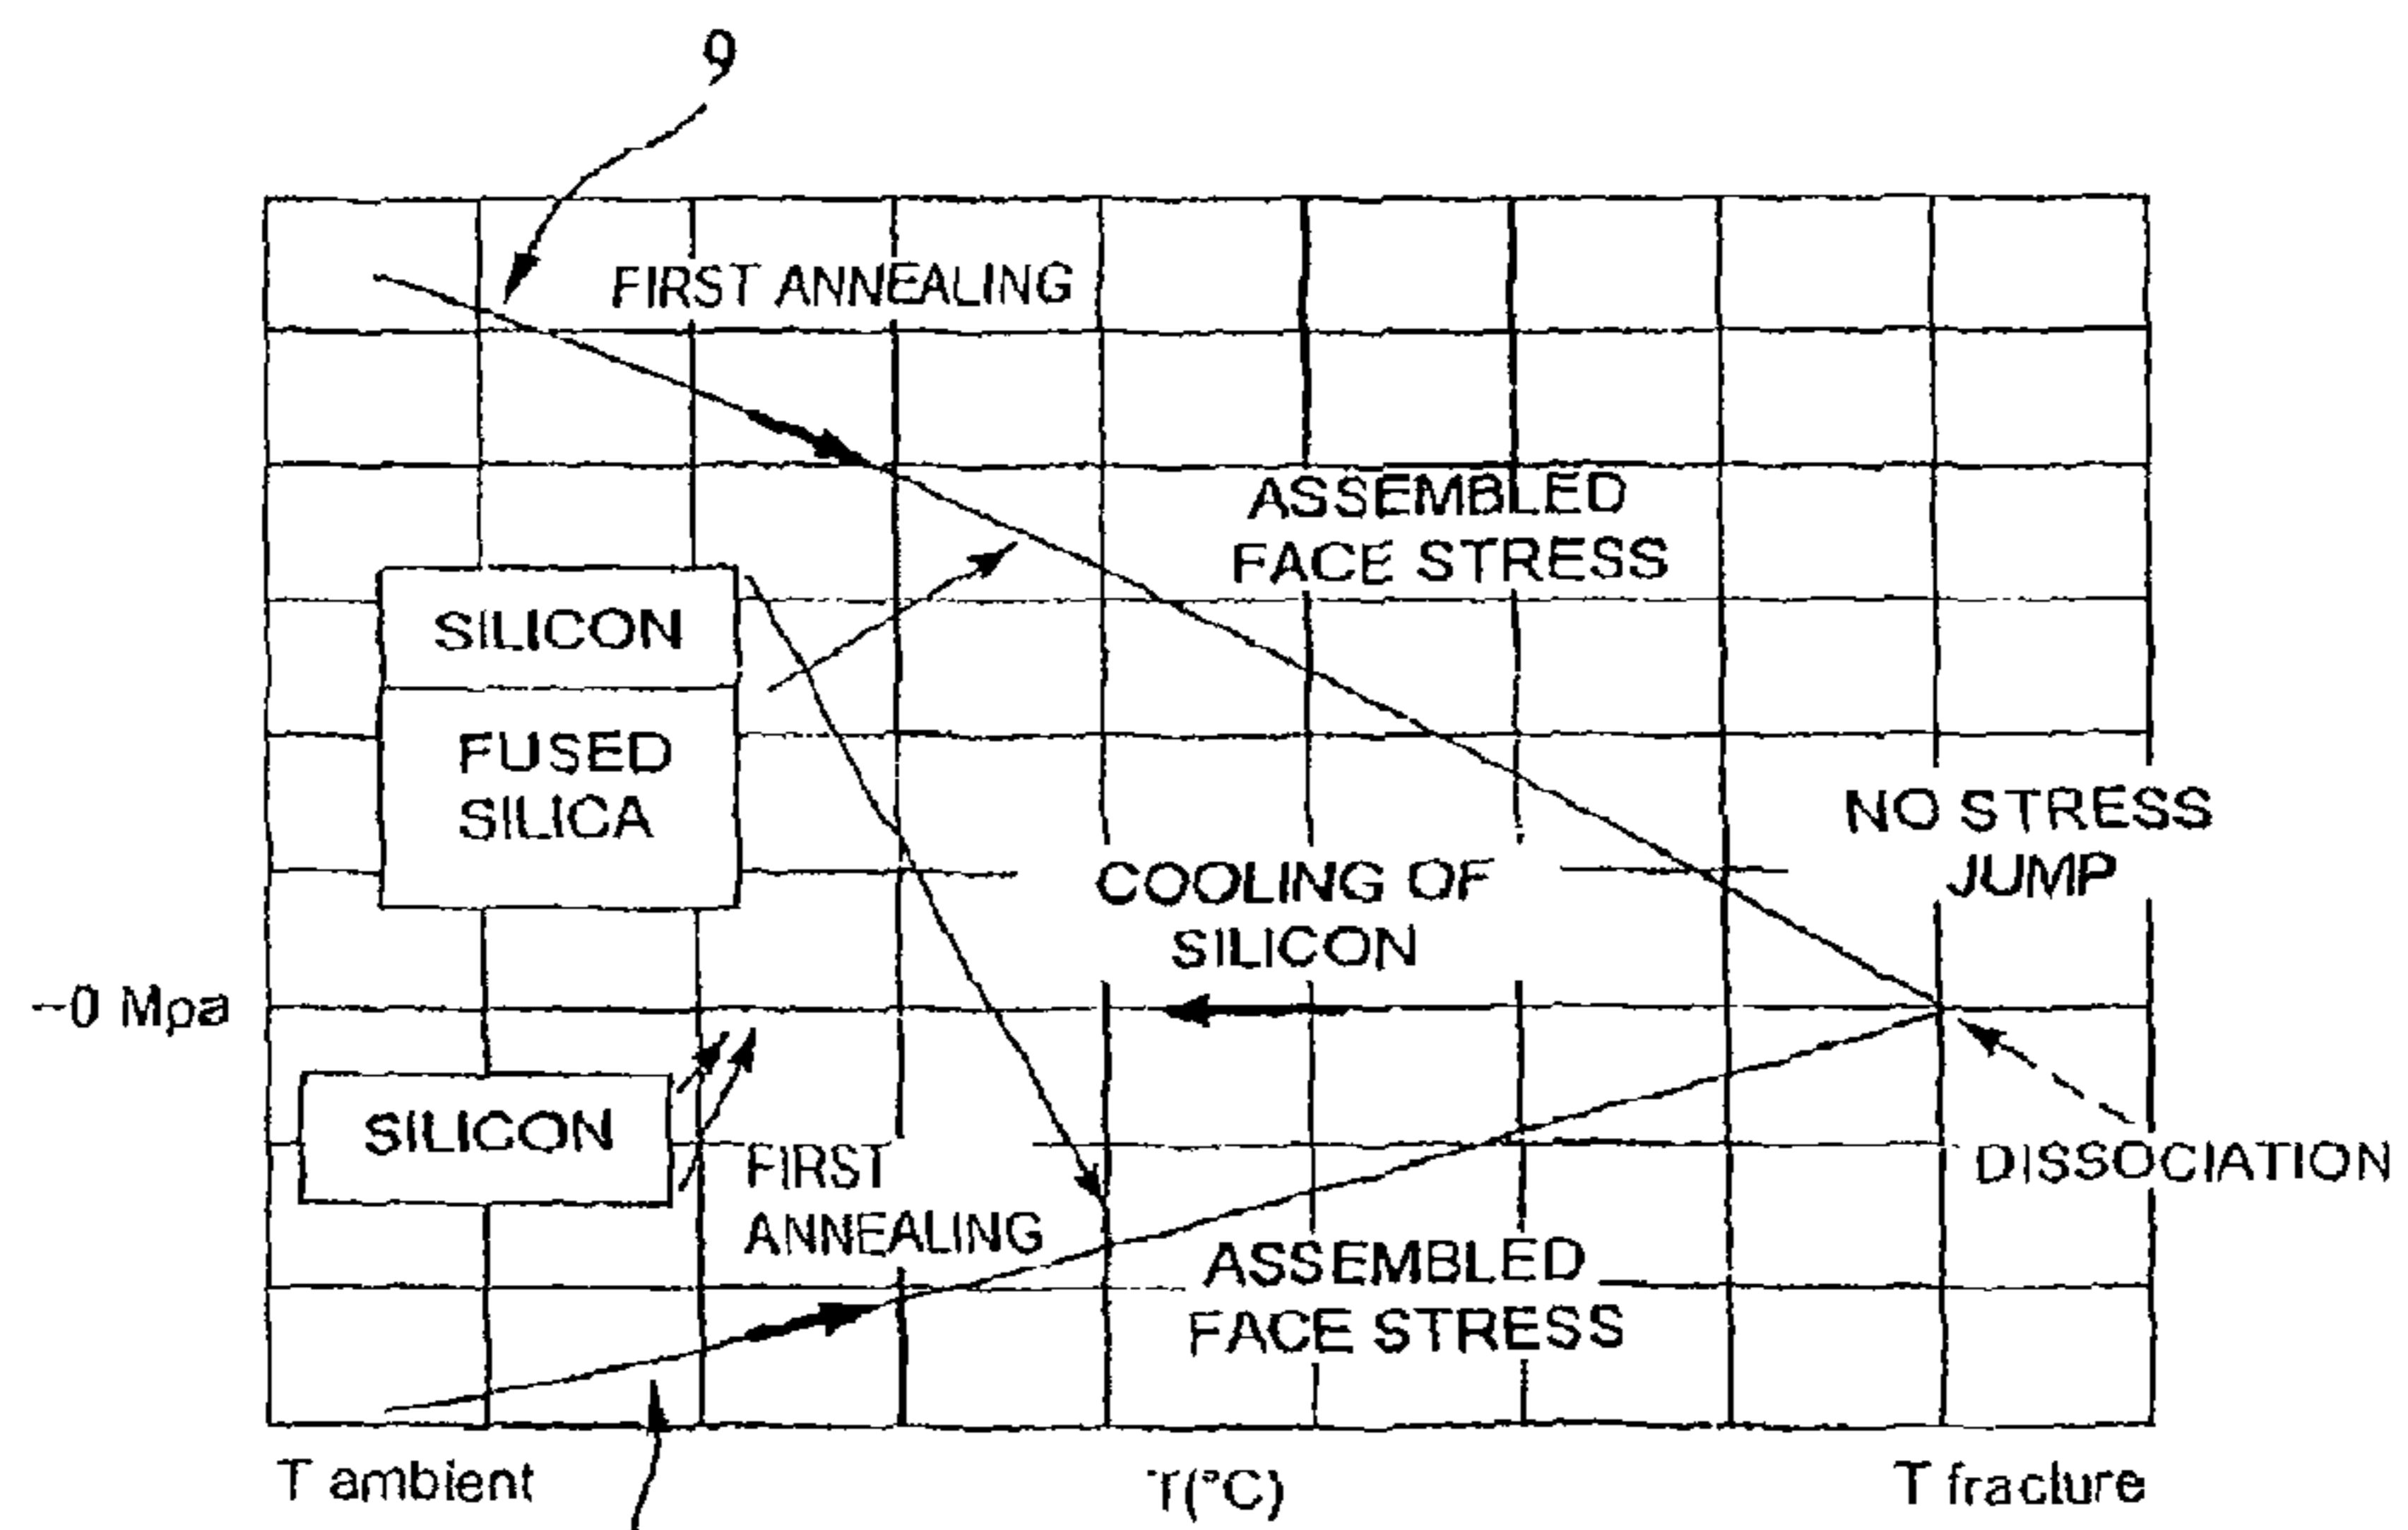 9
FIRST ANNEALING
ASSEMBLED
FACE STRESS
SILICON
FUSED
SILICA
NO STRESS
JUMP
COOLING OF
SILICON
~0 Mpa
SILICON
FIRST
ANNEALING
DISSOCIATION
ASSEMBLED
FACE STRESS
T ambient
T(°C)
T fracture